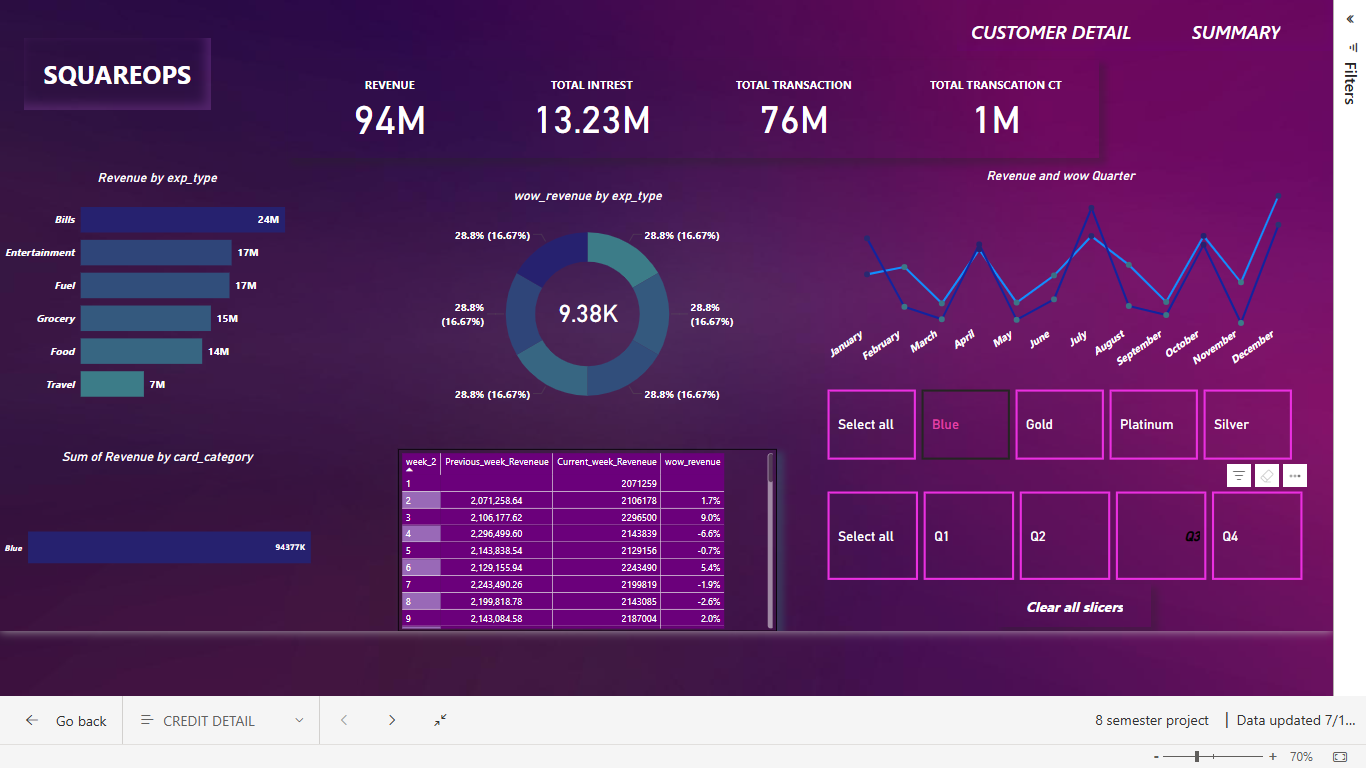 CUSTOMER DETAIL SUMMARY
SQUAREOPS
Filters
REVENUE TOTAL INTREST TOTAL TRANSACTION TOTAL TRANSCATION CT
94M 13.23M 76M 1M
Revenue by exp_type
Bills 24M
Entertainment 17M
Fuel 17M
Grocery 15M
Food 14M
Travel 7M
wow_revenue by exp_type
28.8% (16.67%) 28.8% (16.67%)
28.8%
(16.67%)
9.38K
28.8%
(16.67%)
28.8% (16.67%) 28.8% (16.67%)
Revenue and wow Quarter
January February March April May June July August September October November December
Sum of Revenue by card_category
Blue 94377K
week_2 Previous_week_Reveneue Current_week_Reveneue wow_revenue
1 2071259
2 2,071,258.64 2106178 1.7%
3 2,106,177.62 2296500 9.0%
4 2,296,499.60 2143839 -6.6%
5 2,143,838.54 2129156 -0.7%
6 2,129,155.94 2243490 5.4%
7 2,243,490.26 2199819 -1.9%
8 2,199,818.78 2143085 -2.6%
9 2,143,084.58 2187004 2.0%
Select all Blue Gold Platinum Silver
Select all Q1 Q2 Q3 Q4
Clear all slicers
Go back CREDIT DETAIL 8 semester project | Data updated 7/1...
- + 70%